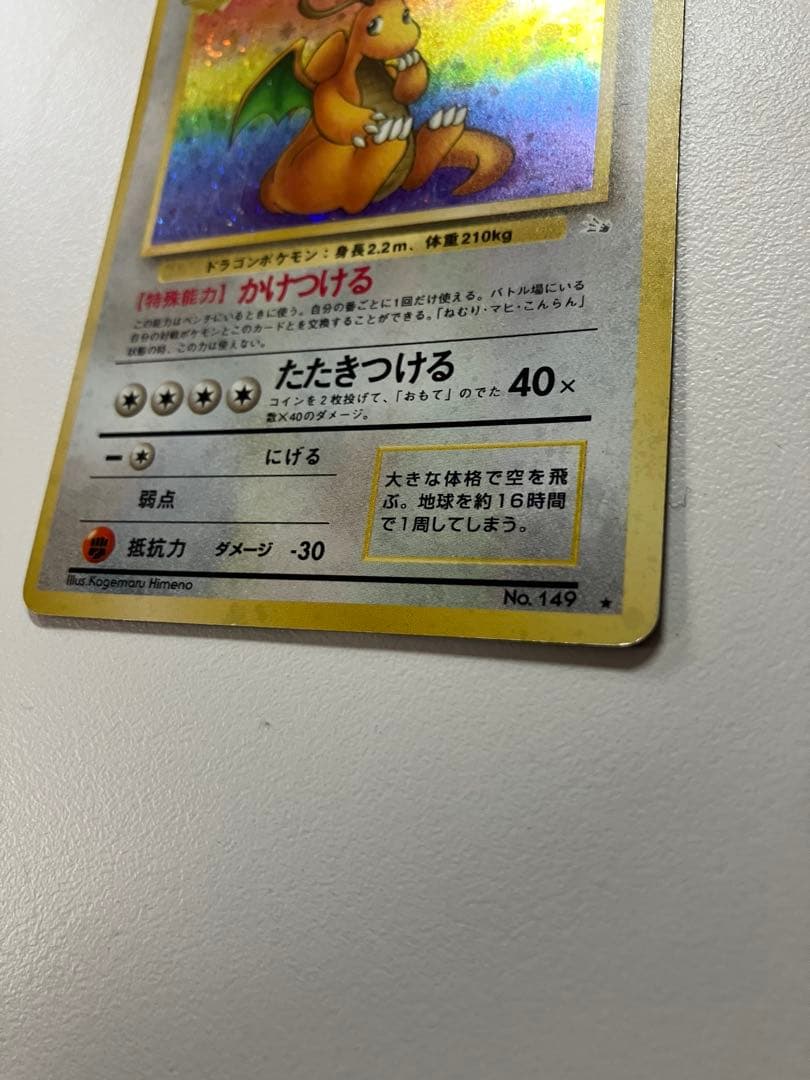 ドラゴンポケモン：身長2.2m、体重210kg
【特殊能力】かけつける
この能力はベンチにいるときに使う。自分の番ごとに1回だけ使える。バトル場にいる
自分の対戦ポケモンとこのカードとを交換することができる。「ねむり・マヒ・こんらん」
状態の時、この力は使えない。
たたきつける 40×
コインを2枚投げて、「おもて」のでた
数×40のダメージ。
にげる
弱点
抵抗力 ダメージ -30
大きな体格で空を飛
ぶ。地球を約16時間
で1周してしまう。
Illus.Kagemaru Himeno
No. 149 ★